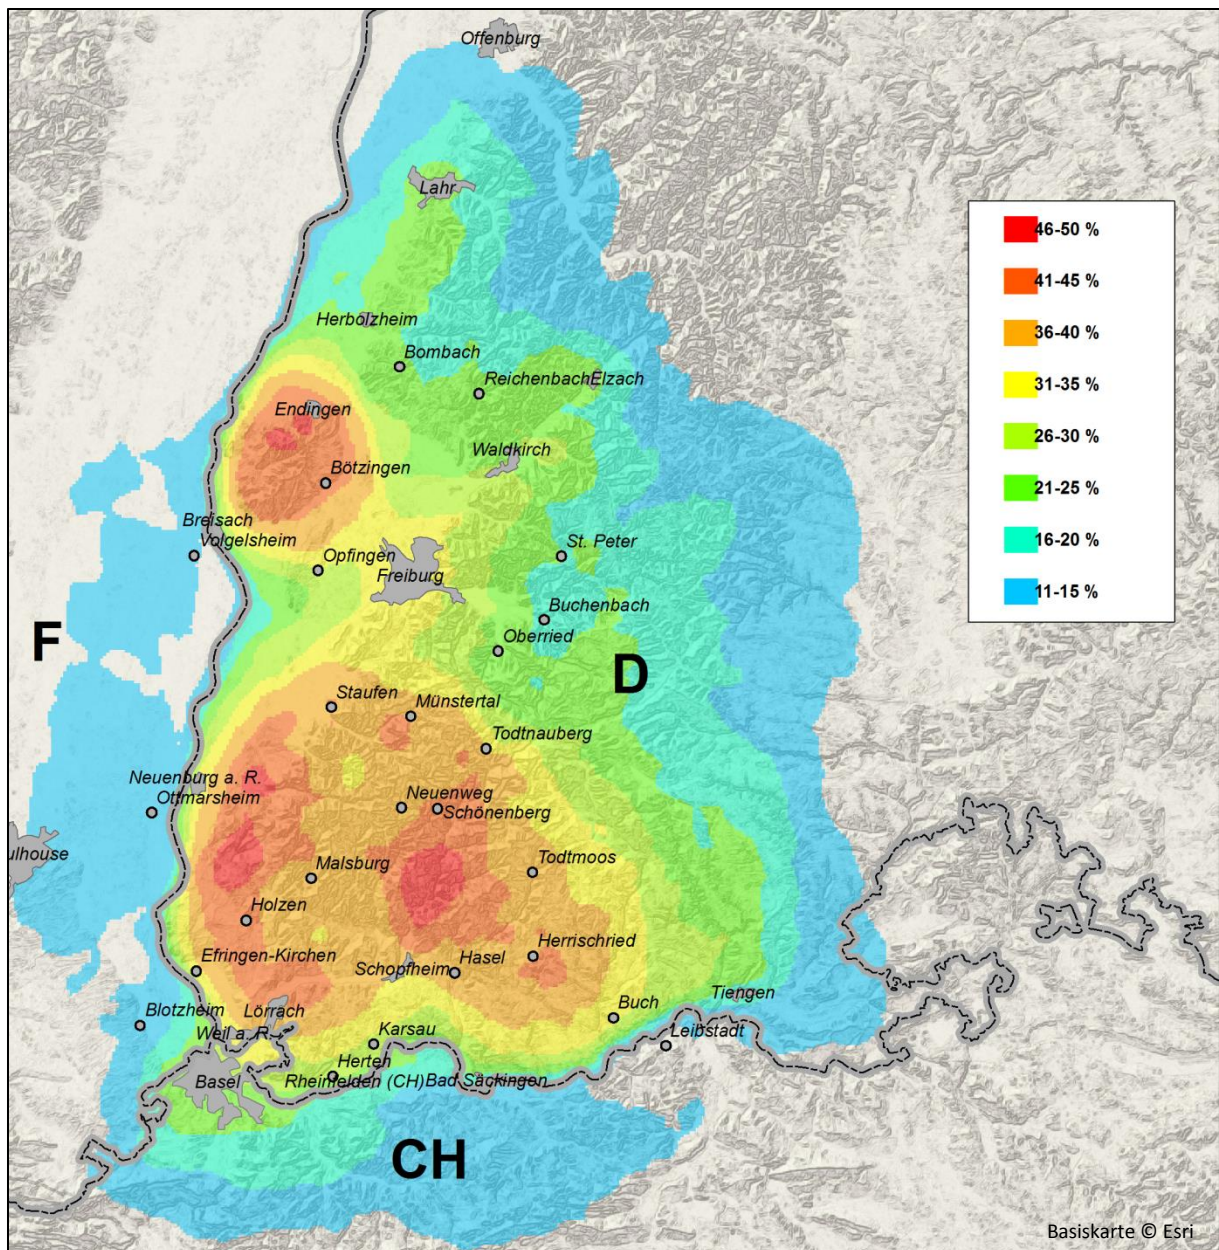 Offenburg
Lahr
46-50 %
41-45 %
36-40 %
31-35 %
26-30 %
21-25 %
16-20 %
11-15 %
Herbolzheim
Bombach
Reichenbach
Elzach
Endingen
Waldkirch
Bötzingen
Breisach
Volgelsheim
Opfingen
Freiburg
St. Peter
Buchenbach
Oberried
F
D
Staufen
Münstertal
Todtnauberg
Neuenburg a. R.
Ottmarsheim
Neuenweg
Schönenberg
ulhouse
Malsburg
Todtmoos
Holzen
Efringen-Kirchen
Schopfheim
Hasel
Herrischried
Blotzheim
Lörrach
Weil a. R.
Karsau
Buch
Tiengen
Leibstadt
Basel
Herten
Rheinfelden (CH)
Bad Säckingen
CH
Basiskarte © Esri